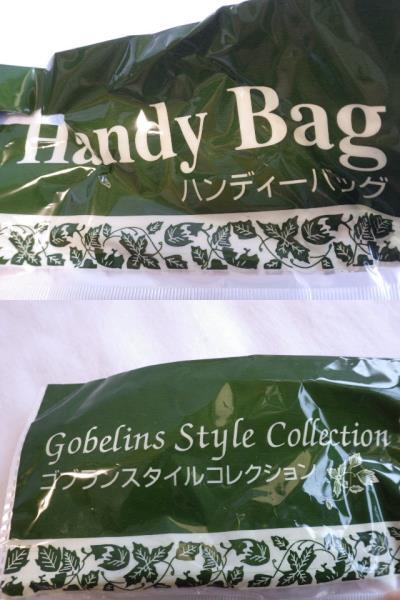 Handy Bag
ハンディーバッグ
Gobelins Style Collection
ゴブランスタイルコレクション